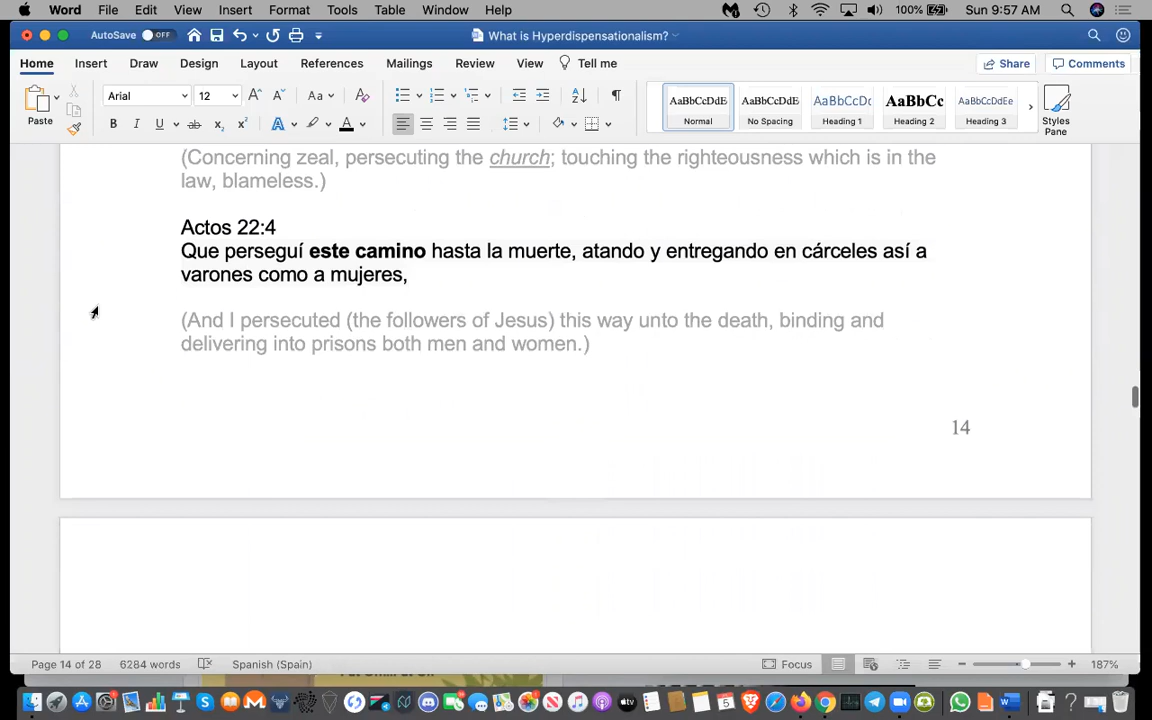 Word File Edit View Insert Format Tools Table Window Help 100% Sun 9:57 AM
AutoSave OFF What is Hyperdispensationalism?
Home Insert Draw Design Layout References Mailings Review View Tell me Share Comments
Paste Arial 12 Aa AaBbCcDdE AaBbCcDdE AaBbCcDc AaBbCc AaBbCcDdEe Styles
Normal No Spacing Heading 1 Heading 2 Heading 3 Pane
(Concerning zeal, persecuting the church; touching the righteousness which is in the
law, blameless.)
Actos 22:4
Que perseguí este camino hasta la muerte, atando y entregando en cárceles así a
varones como a mujeres,
(And I persecuted (the followers of Jesus) this way unto the death, binding and
delivering into prisons both men and women.)
14
Page 14 of 28 6284 words Spanish (Spain) Focus 187%